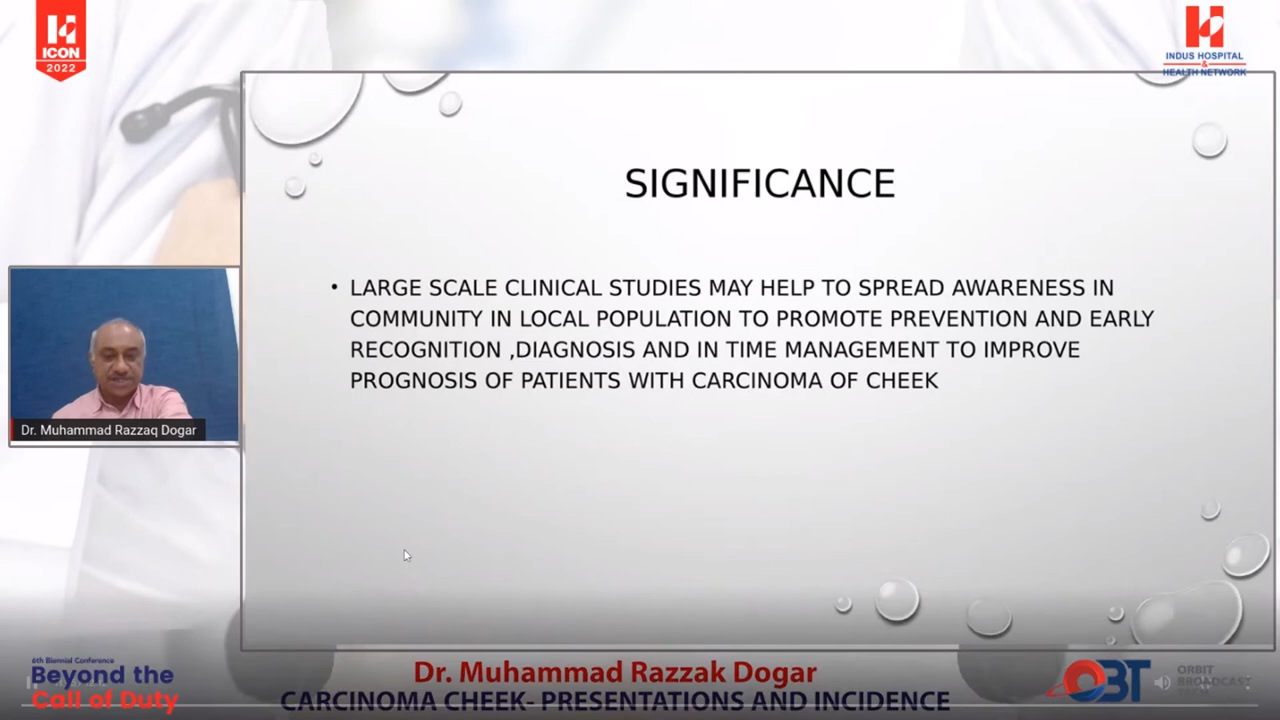 ICON
2022
INDUS HOSPITAL
&
HEALTH NETWORK
SIGNIFICANCE
• LARGE SCALE CLINICAL STUDIES MAY HELP TO SPREAD AWARENESS IN
COMMUNITY IN LOCAL POPULATION TO PROMOTE PREVENTION AND EARLY
RECOGNITION ,DIAGNOSIS AND IN TIME MANAGEMENT TO IMPROVE
PROGNOSIS OF PATIENTS WITH CARCINOMA OF CHEEK
Dr. Muhammad Razzaq Dogar
6th Biennial Conference
Beyond the
Call of Duty
Dr. Muhammad Razzak Dogar
CARCINOMA CHEEK- PRESENTATIONS AND INCIDENCE
OBT
ORBIT
BROADCAST